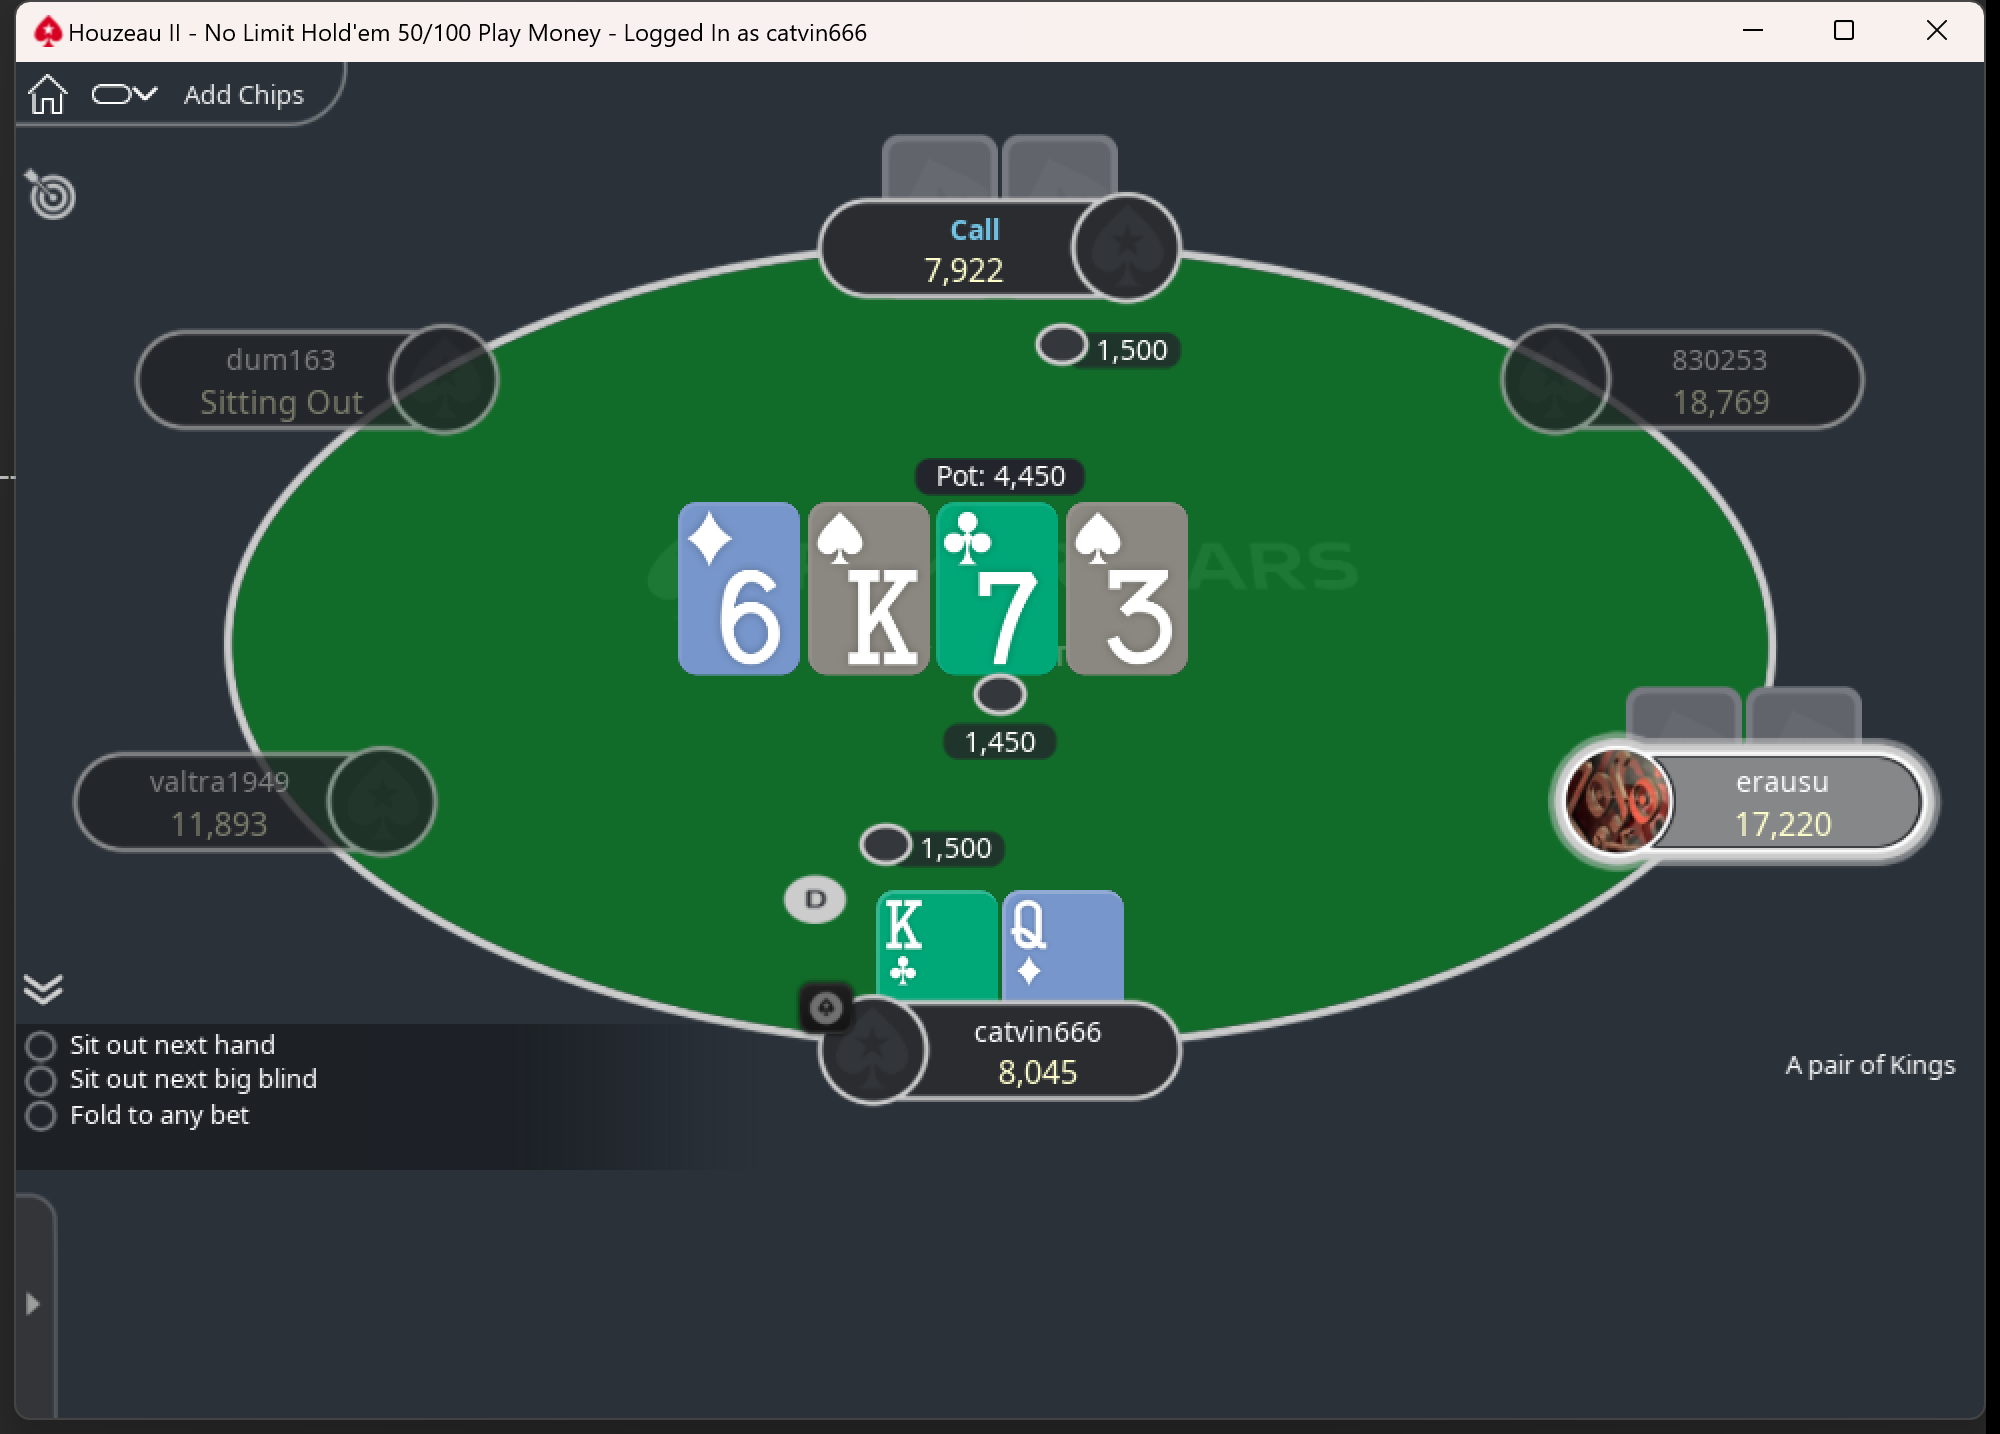 Houzeau II - No Limit Hold'em 50/100 Play Money - Logged In as catvin666
Add Chips
Call
7,922
1,500
dum163
Sitting Out
830253
18,769
Pot: 4,450
6
K
7
3
ARS
1,450
valtra1949
11,893
erausu
17,220
1,500
D
K
Q
catvin666
8,045
Sit out next hand
Sit out next big blind
Fold to any bet
A pair of Kings